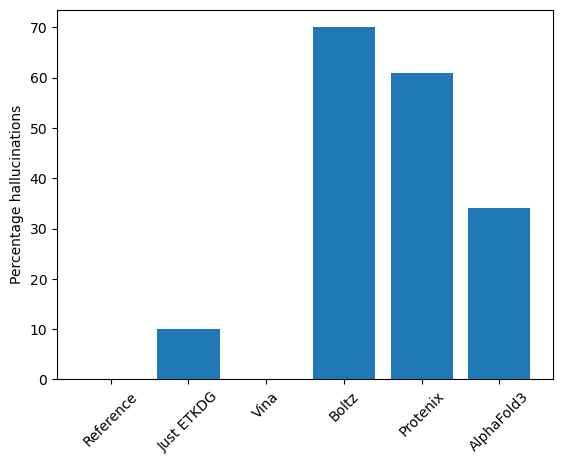 Percentage hallucinations
70
60
50
40
30
20
10
0
Reference
Just ETKDG
Vina
Boltz
Protenix
AlphaFold3